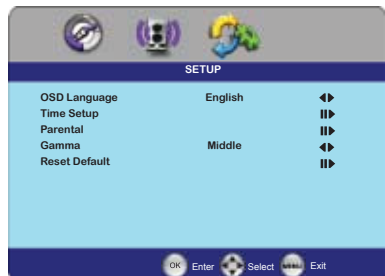 SETUP
OSD Language English
Time Setup
Parental
Gamma Middle
Reset Default
OK Enter Select MENU Exit